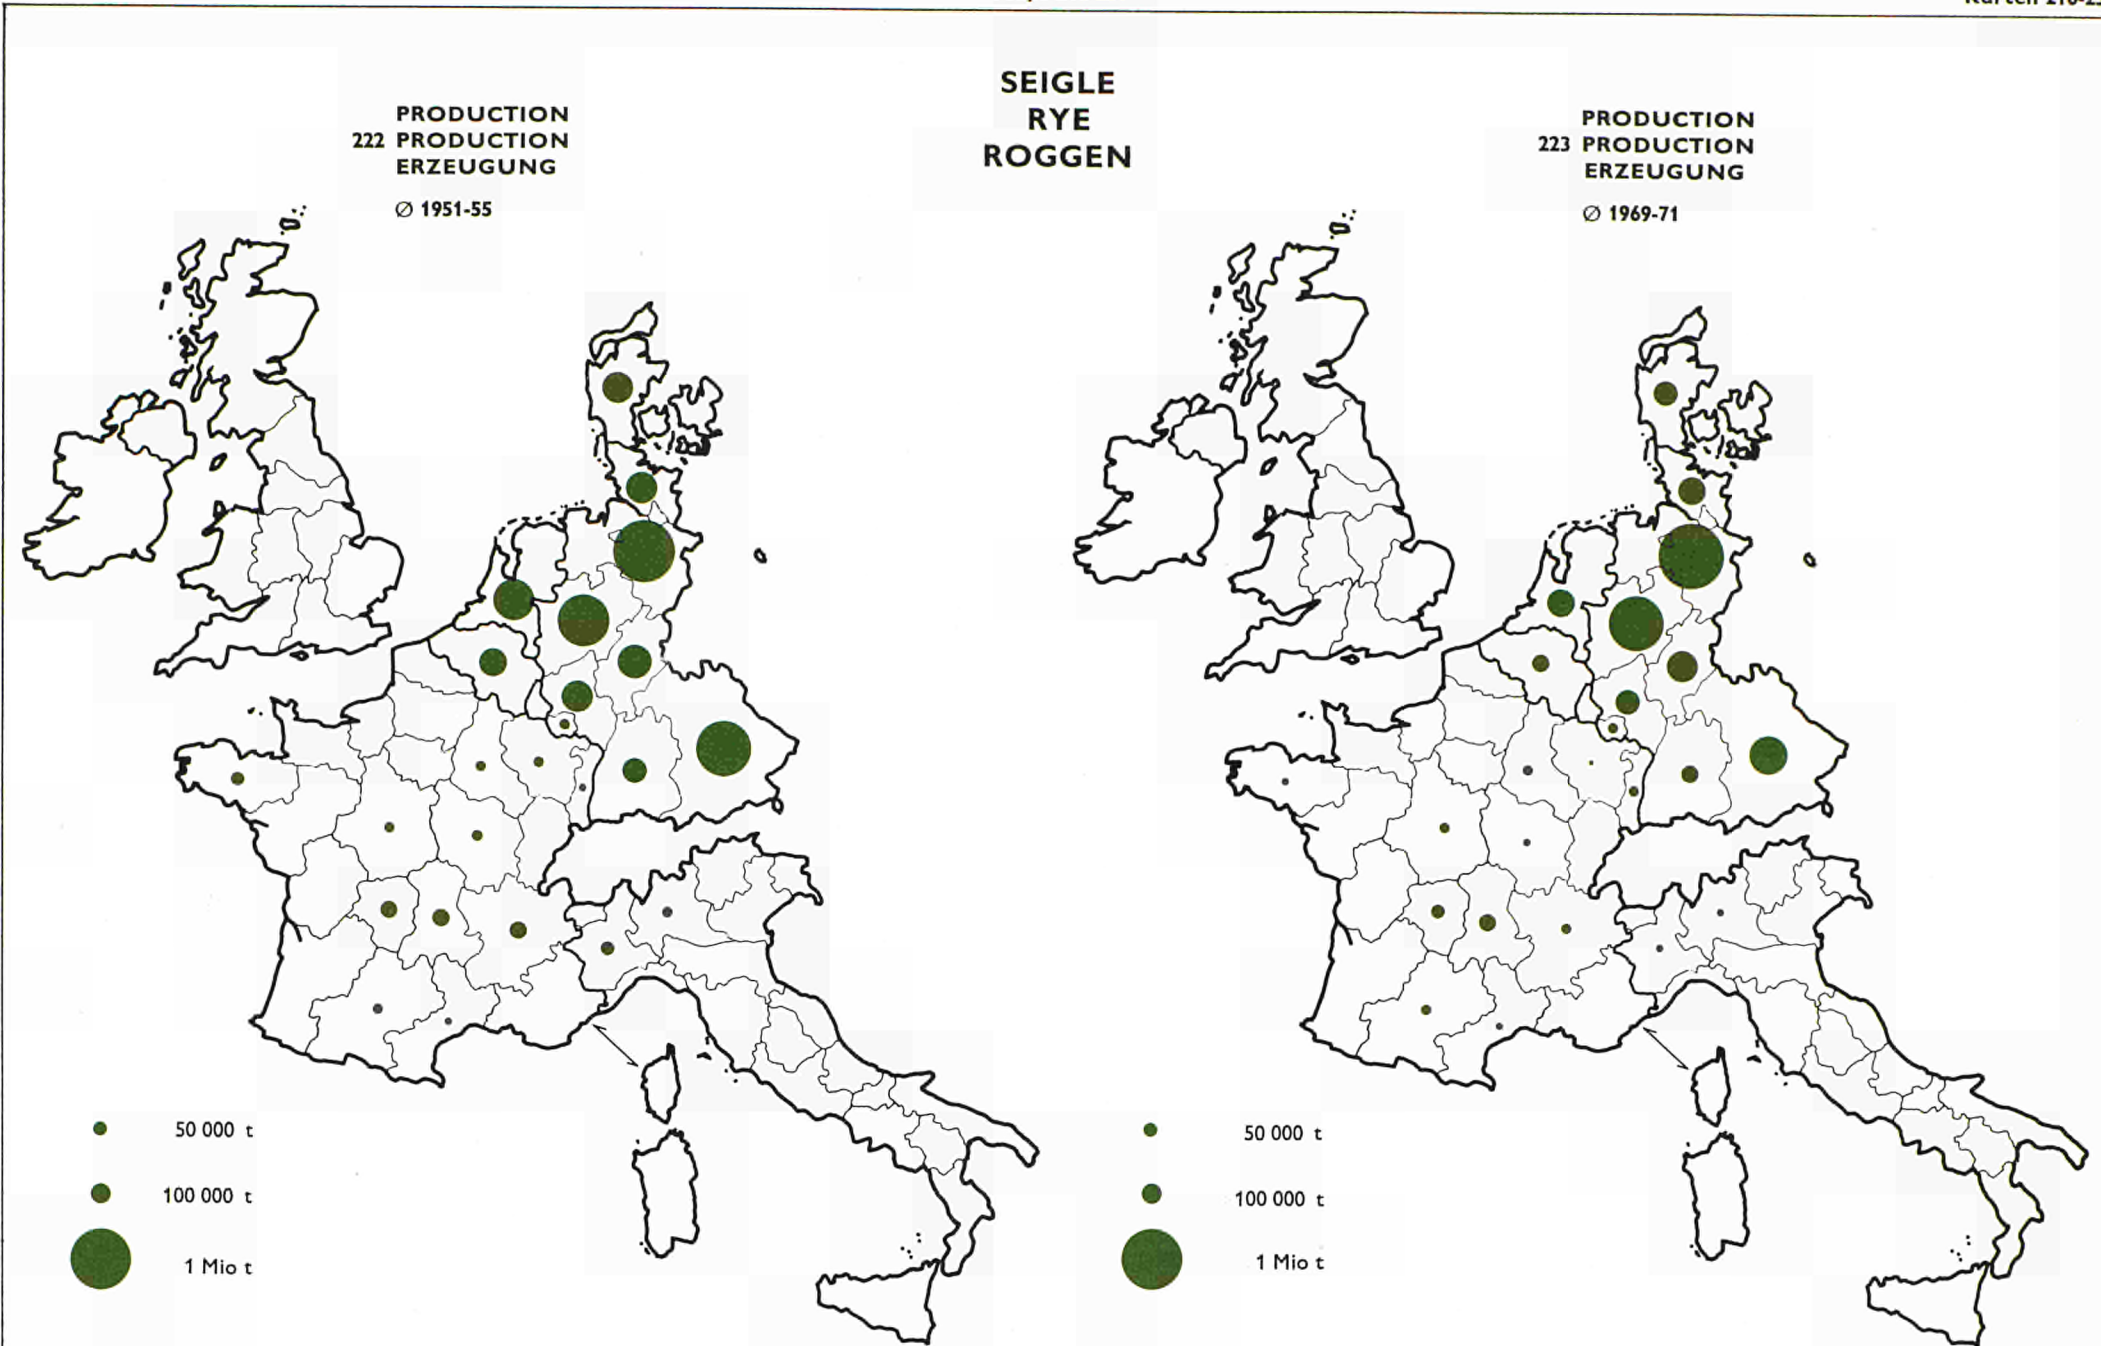 SEIGLE
RYE
ROGGEN
PRODUCTION
222 PRODUCTION
ERZEUGUNG
Ø 1951-55
50 000 t
100 000 t
1 Mio t
PRODUCTION
223 PRODUCTION
ERZEUGUNG
Ø 1969-71
50 000 t
100 000 t
1 Mio t